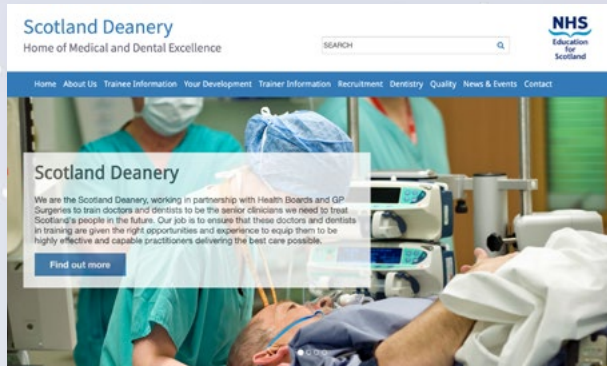 Scotland Deanery
Home of Medical and Dental Excellence
SEARCH
NHS
Education
for
Scotland
Home About Us Trainee Information Your Development Trainer Information Recruitment Dentistry Quality News & Events Contact
Scotland Deanery
We are the Scotland Deanery, working in partnership with Health Boards and GP
Surgeries to train doctors and dentists to be the senior clinicians we need to treat
Scotland's people in the future. Our job is to ensure that these doctors and dentists
in training are given the right opportunities and experience to equip them to be
highly effective and capable practitioners delivering the best care possible.
Find out more